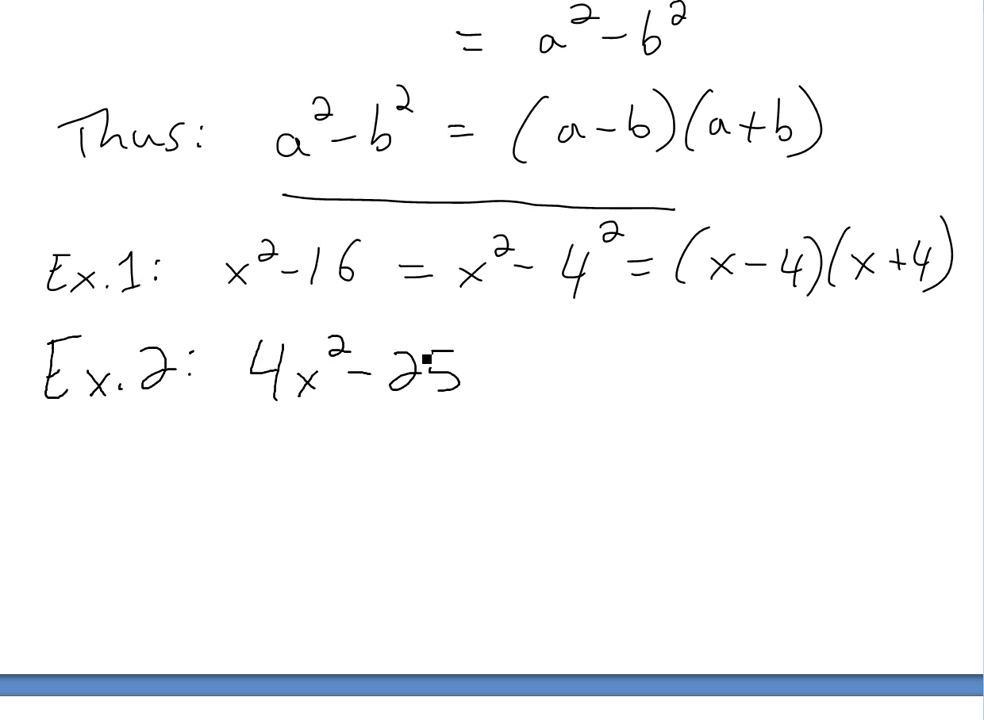 = a² - b²
Thus: a² - b² = (a - b)(a + b)
Ex.1: x² - 16 = x² - 4² = (x - 4)(x + 4)
Ex.2: 4x² - 25